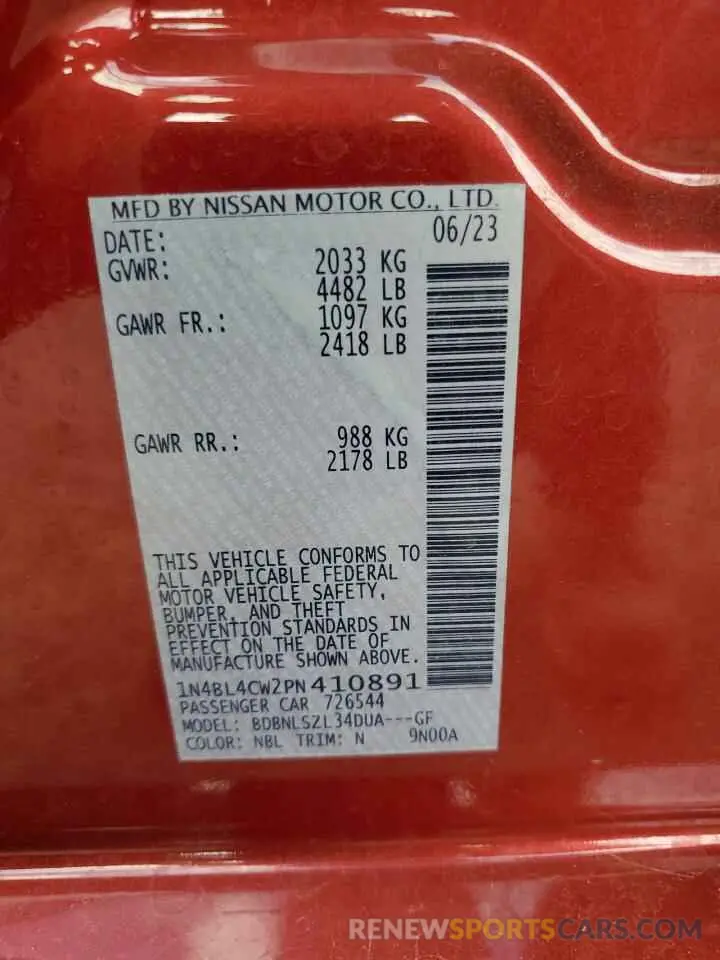 MFD BY NISSAN MOTOR CO., LTD.
DATE: 06/23
GVWR: 2033 KG
4482 LB
GAWR FR.: 1097 KG
2418 LB
GAWR RR.: 988 KG
2178 LB
THIS VEHICLE CONFORMS TO
ALL APPLICABLE FEDERAL
MOTOR VEHICLE SAFETY,
BUMPER, AND THEFT
PREVENTION STANDARDS IN
EFFECT ON THE DATE OF
MANUFACTURE SHOWN ABOVE.
1N4BL4CW2PN410891
PASSENGER CAR 726544
MODEL: BDBNLSZL34DUA---GF
COLOR: NBL TRIM: N 9N00A
RENEWSPORTSCARS.COM